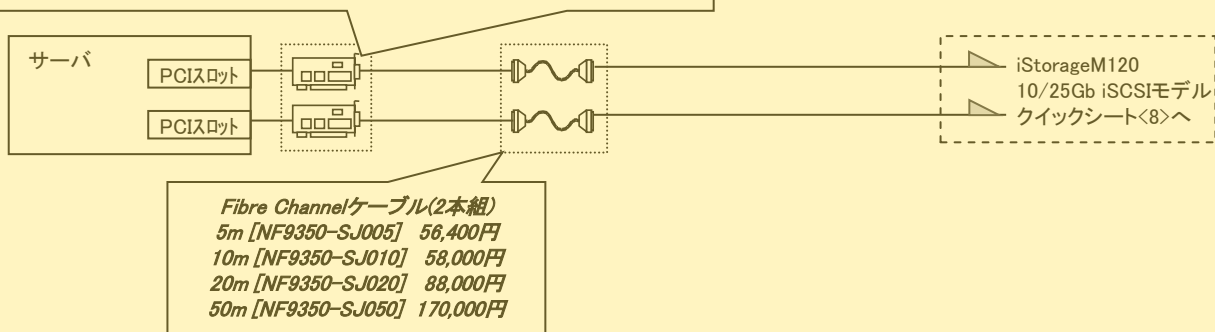 サーバ
PCIスロット
PCIスロット
iStorageM120
10/25Gb iSCSIモデル
クイックシート<8>へ
Fibre Channelケーブル(2本組)
5m [NF9350-SJ005] 56,400円
10m [NF9350-SJ010] 58,000円
20m [NF9350-SJ020] 88,000円
50m [NF9350-SJ050] 170,000円